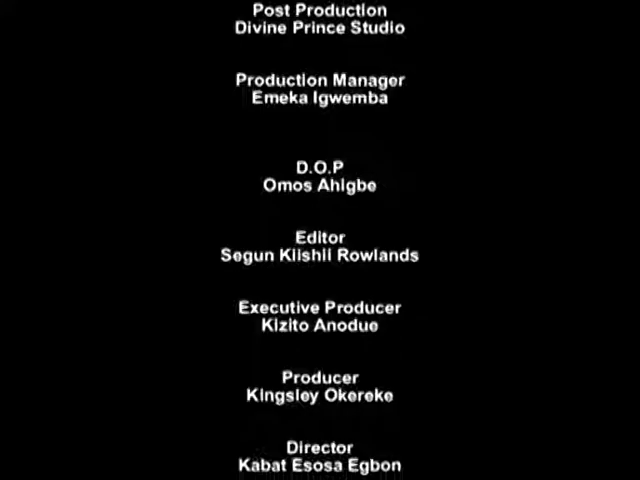 Post Production
Divine Prince Studio
Production Manager
Emeka Igwemba
D.O.P
Omos Ahigbe
Editor
Segun Kiishii Rowlands
Executive Producer
Kizito Anodue
Producer
Kingsley Okereke
Director
Kabat Esosa Egbon